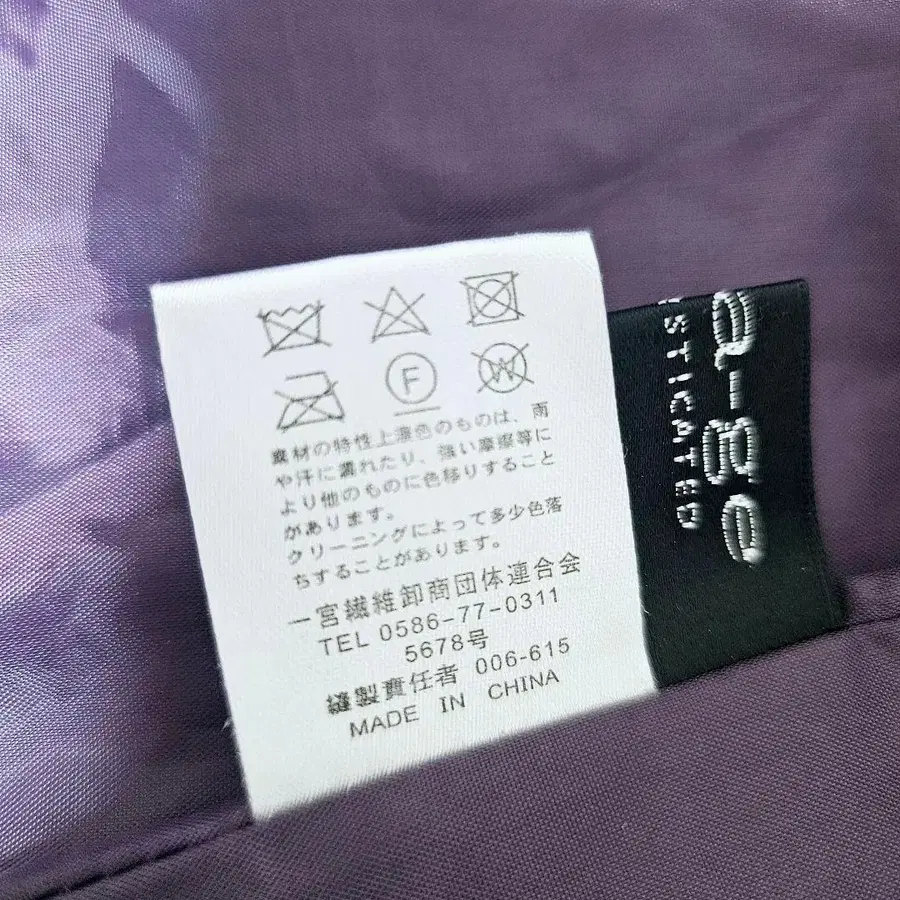 F
W
素材の特性上濃色のものは、雨
や汗に濡れたり、強い摩擦等に
より他のものに色移りすること
があります。
クリーニングによって多少色落
ちすることがあります。
一宮繊維卸商団体連合会
TEL 0586-77-0311
5678号
縫製責任者 006-615
MADE IN CHINA
ISTICATED